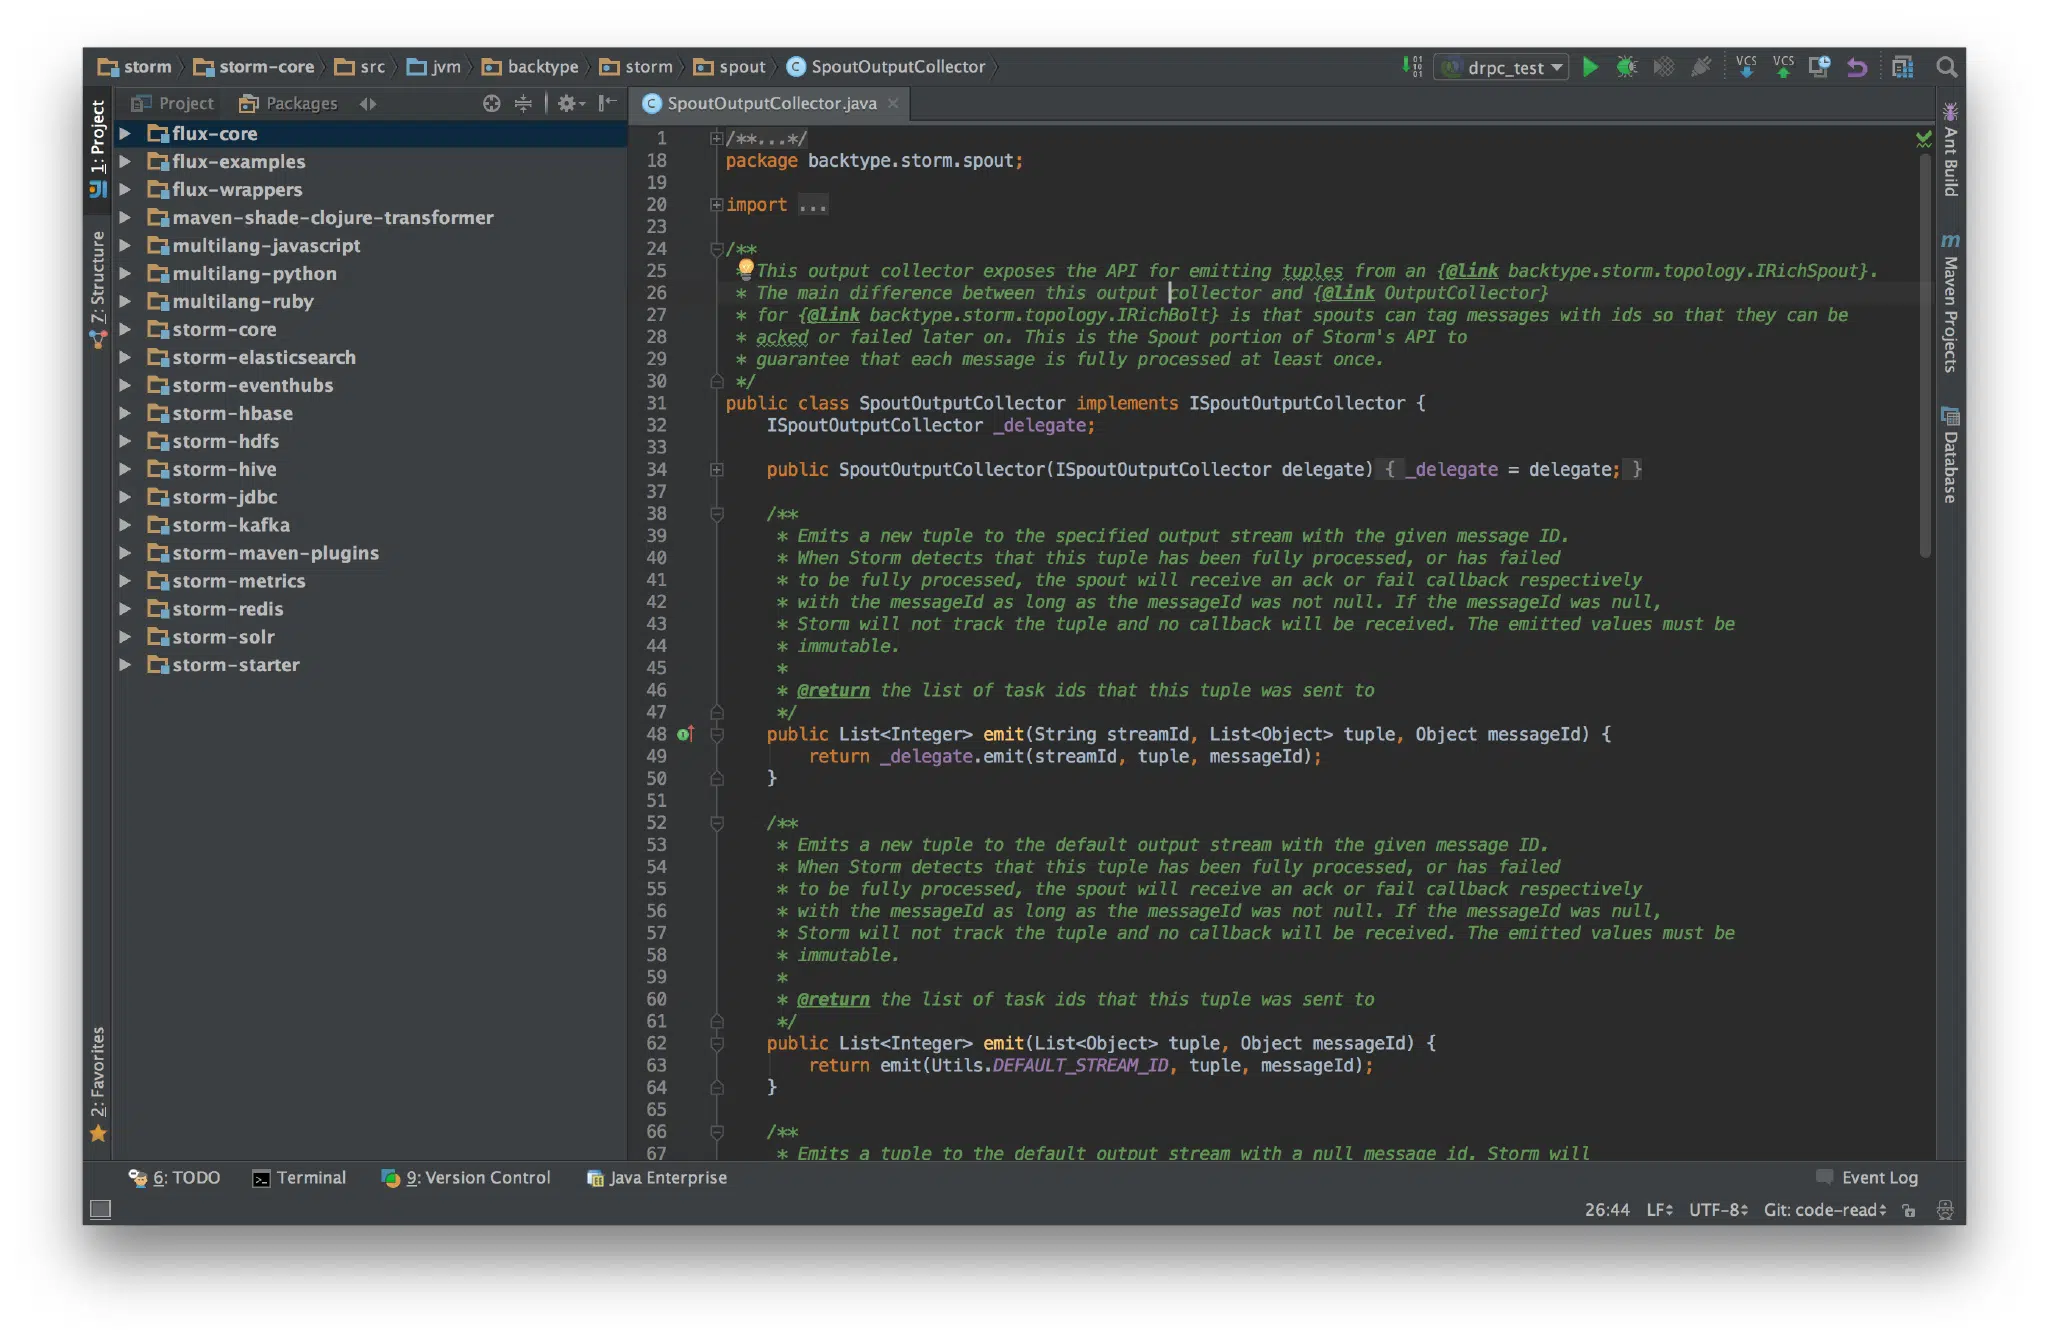 storm storm-core src jvm backtype storm spout SpoutOutputCollector
drpc_test
VCS VCS
Project Packages
SpoutOutputCollector.java
1: Project
7: Structure
2: Favorites
flux-core
flux-examples
flux-wrappers
maven-shade-clojure-transformer
multilang-javascript
multilang-python
multilang-ruby
storm-core
storm-elasticsearch
storm-eventhubs
storm-hbase
storm-hdfs
storm-hive
storm-jdbc
storm-kafka
storm-maven-plugins
storm-metrics
storm-redis
storm-solr
storm-starter
1 /**...*/
18 package backtype.storm.spout;
19
20 import ...
23
24 /**
25 * This output collector exposes the API for emitting tuples from an {@link backtype.storm.topology.IRichSpout}.
26 * The main difference between this output collector and {@link OutputCollector}
27 * for {@link backtype.storm.topology.IRichBolt} is that spouts can tag messages with ids so that they can be
28 * acked or failed later on. This is the Spout portion of Storm's API to
29 * guarantee that each message is fully processed at least once.
30 */
31 public class SpoutOutputCollector implements ISpoutOutputCollector {
32 ISpoutOutputCollector _delegate;
33
34 public SpoutOutputCollector(ISpoutOutputCollector delegate) { _delegate = delegate; }
37
38 /**
39 * Emits a new tuple to the specified output stream with the given message ID.
40 * When Storm detects that this tuple has been fully processed, or has failed
41 * to be fully processed, the spout will receive an ack or fail callback respectively
42 * with the messageId as long as the messageId was not null. If the messageId was null,
43 * Storm will not track the tuple and no callback will be received. The emitted values must be
44 * immutable.
45 *
46 * @return the list of task ids that this tuple was sent to
47 */
48 public List<Integer> emit(String streamId, List<Object> tuple, Object messageId) {
49 return _delegate.emit(streamId, tuple, messageId);
50 }
51
52 /**
53 * Emits a new tuple to the default output stream with the given message ID.
54 * When Storm detects that this tuple has been fully processed, or has failed
55 * to be fully processed, the spout will receive an ack or fail callback respectively
56 * with the messageId as long as the messageId was not null. If the messageId was null,
57 * Storm will not track the tuple and no callback will be received. The emitted values must be
58 * immutable.
59 *
60 * @return the list of task ids that this tuple was sent to
61 */
62 public List<Integer> emit(List<Object> tuple, Object messageId) {
63 return emit(Utils.DEFAULT_STREAM_ID, tuple, messageId);
64 }
65
66 /**
67 * Emits a tuple to the default output stream with a null message id. Storm will
Ant Build
Maven Projects
Database
6: TODO Terminal 9: Version Control Java Enterprise Event Log
26:44 LF UTF-8 Git: code-read